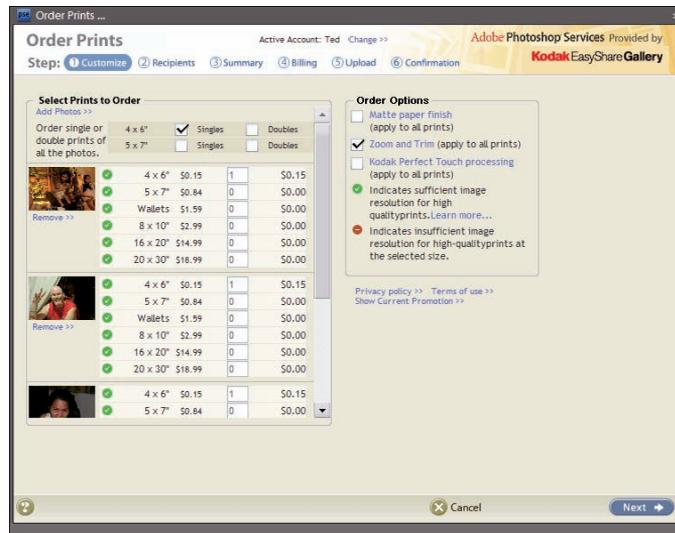 pse Order Prints ...
Order Prints
Active Account: Ted Change >>
Adobe Photoshop Services Provided by
Kodak EasyShare Gallery
Step: 1 Customize 2 Recipients 3 Summary 4 Billing 5 Upload 6 Confirmation
Select Prints to Order
Add Photos >>
Order single or
double prints of
all the photos.
4 x 6" Singles Doubles
5 x 7" Singles Doubles
4 x 6" $0.15 1 $0.15
5 x 7" $0.84 0 $0.00
Wallets $1.59 0 $0.00
8 x 10" $2.99 0 $0.00
16 x 20" $14.99 0 $0.00
20 x 30" $18.99 0 $0.00
Remove >>
4 x 6" $0.15 1 $0.15
5 x 7" $0.84 0 $0.00
Wallets $1.59 0 $0.00
8 x 10" $2.99 0 $0.00
16 x 20" $14.99 0 $0.00
20 x 30" $18.99 0 $0.00
Remove >>
4 x 6" $0.15 1 $0.15
5 x 7" $0.84 0 $0.00
Order Options
Matte paper finish
(apply to all prints)
Zoom and Trim (apply to all prints)
Kodak Perfect Touch processing
(apply to all prints)
Indicates sufficient image
resolution for high
qualityprints.Learn more...
Indicates insufficient image
resolution for high-qualityprints at
the selected size.
Privacy policy >> Terms of use >>
Show Current Promotion >>
? Cancel Next